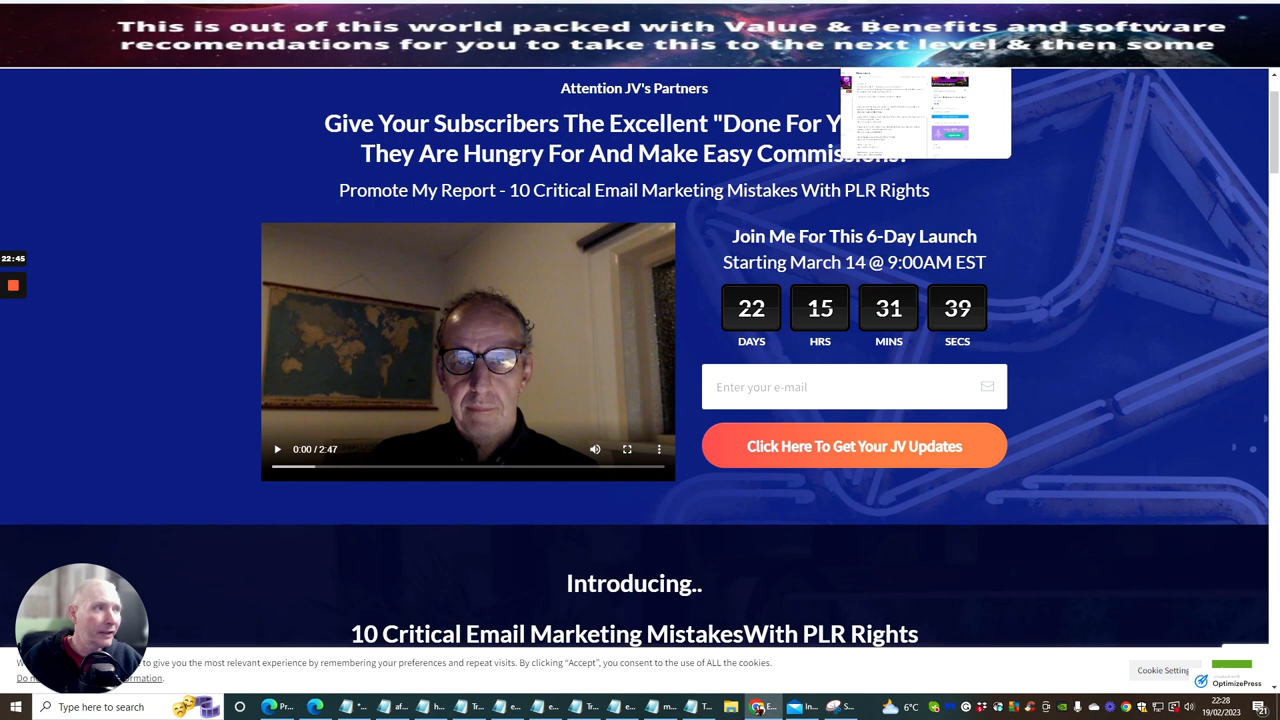 This is out of this world packed with Value & Benefits and software
recomendations for you to take this to the next level & then some
Attention JV's Partners
Give Your Subscribers The Excellent "Done For Y
They Are Hungry For And Make Easy Commissions!
Promote My Report - 10 Critical Email Marketing Mistakes With PLR Rights
Join Me For This 6-Day Launch
Starting March 14 @ 9:00AM EST
22 15 31 39
DAYS HRS MINS SECS
22:45
Enter your e-mail
Click Here To Get Your JV Updates
0:00 / 2:47
Introducing..
10 Critical Email Marketing MistakesWith PLR Rights
W
to give you the most relevant experience by remembering your preferences and repeat visits. By clicking “Accept”, you consent to the use of ALL the cookies.
Do n
ormation.
Cookie Setting
OptimizePress
Type here to search
Pr... af... h... n... e... e... T... e... m... T... E... In... S...
6°C
22:28
19/02/2023
21